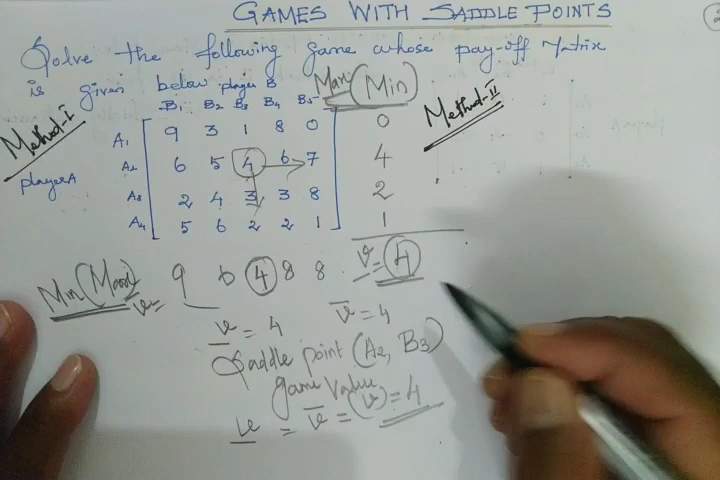 GAMES WITH SADDLE POINTS
Solve the following game whose pay-off Matrix
is given below player B
Max(Min)
Method-I
Method-II
B1 B2 B3 B4 B5
A1 9 3 1 8 0 0
A2 6 5 4 6 7 4
player A
A3 2 4 3 3 8 2
A4 5 6 2 2 1 1
v = 4
Min(Max) v = 9 6 4 8 8
v = 4 v̅ = 4
Saddle point (A2, B3)
Game Value
v = v̅ = (v) = 4